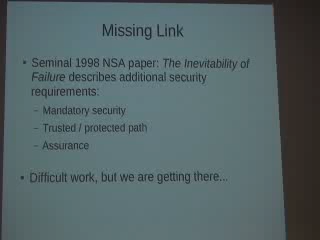 Missing Link
• Seminal 1998 NSA paper: The Inevitability of
Failure describes additional security
requirements:
– Mandatory security
– Trusted / protected path
– Assurance
• Difficult work, but we are getting there...